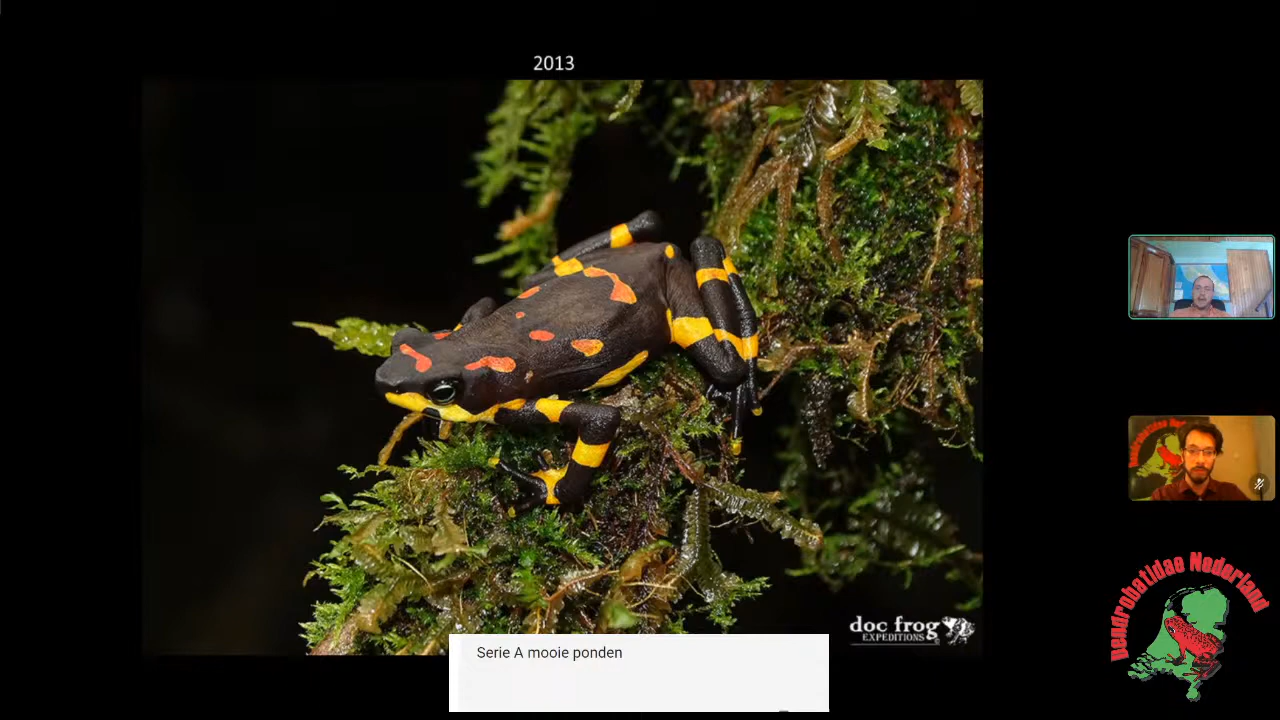 2013
doc frog
EXPEDITIONS
Serie A mooie ponden
Dendrobatidae Nederland